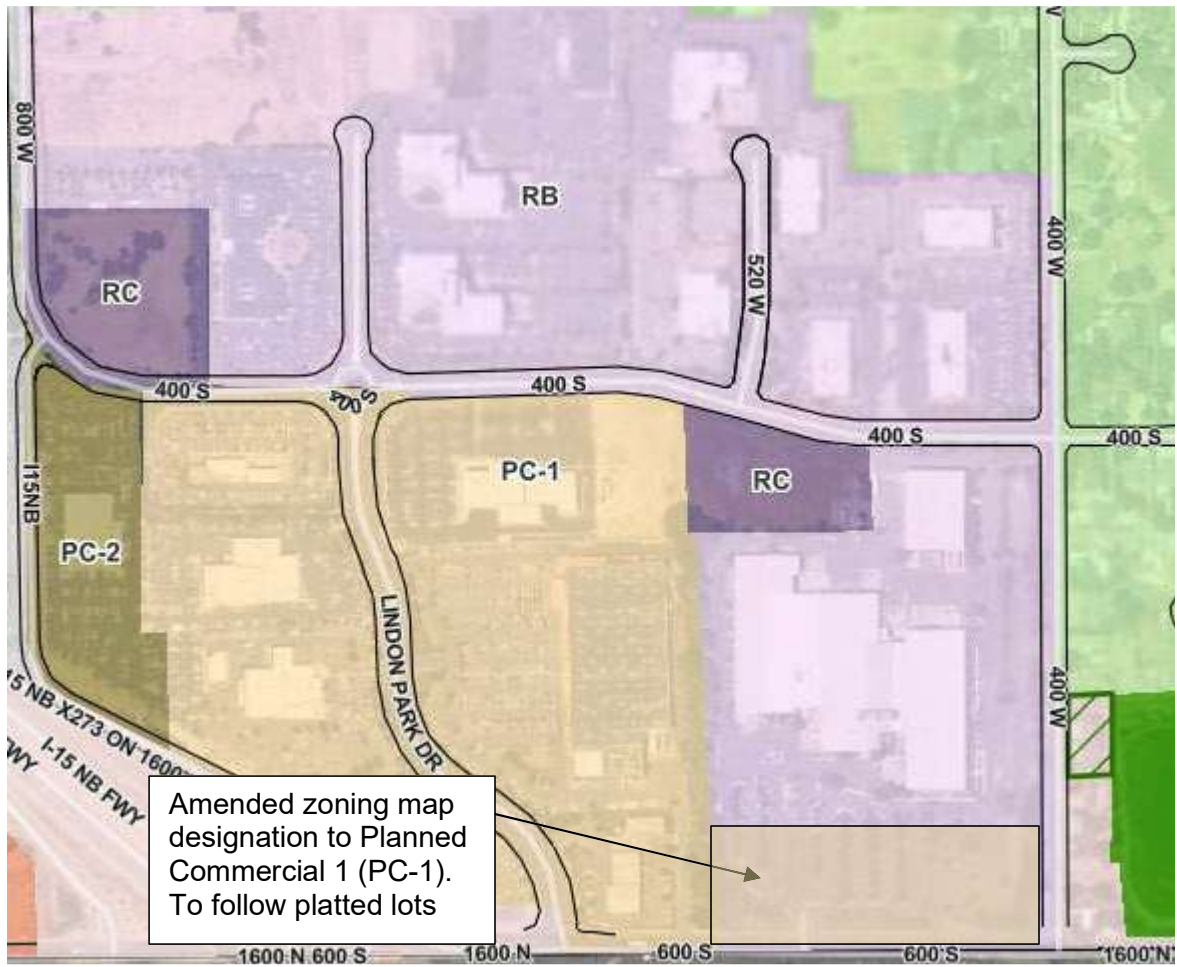 V
800 W
RB
520 W
400 W
RC
400 S
400 S
400 S
400 S
400 S
I15NB
PC-2
PC-1
RC
LINDON PARK DR
400 W
15 NB X273 ON 1600
I-15 NB FWY
FWY
Amended zoning map
designation to Planned
Commercial 1 (PC-1).
To follow platted lots
1600 N 600 S
1600 N
600 S
600 S
1600 N